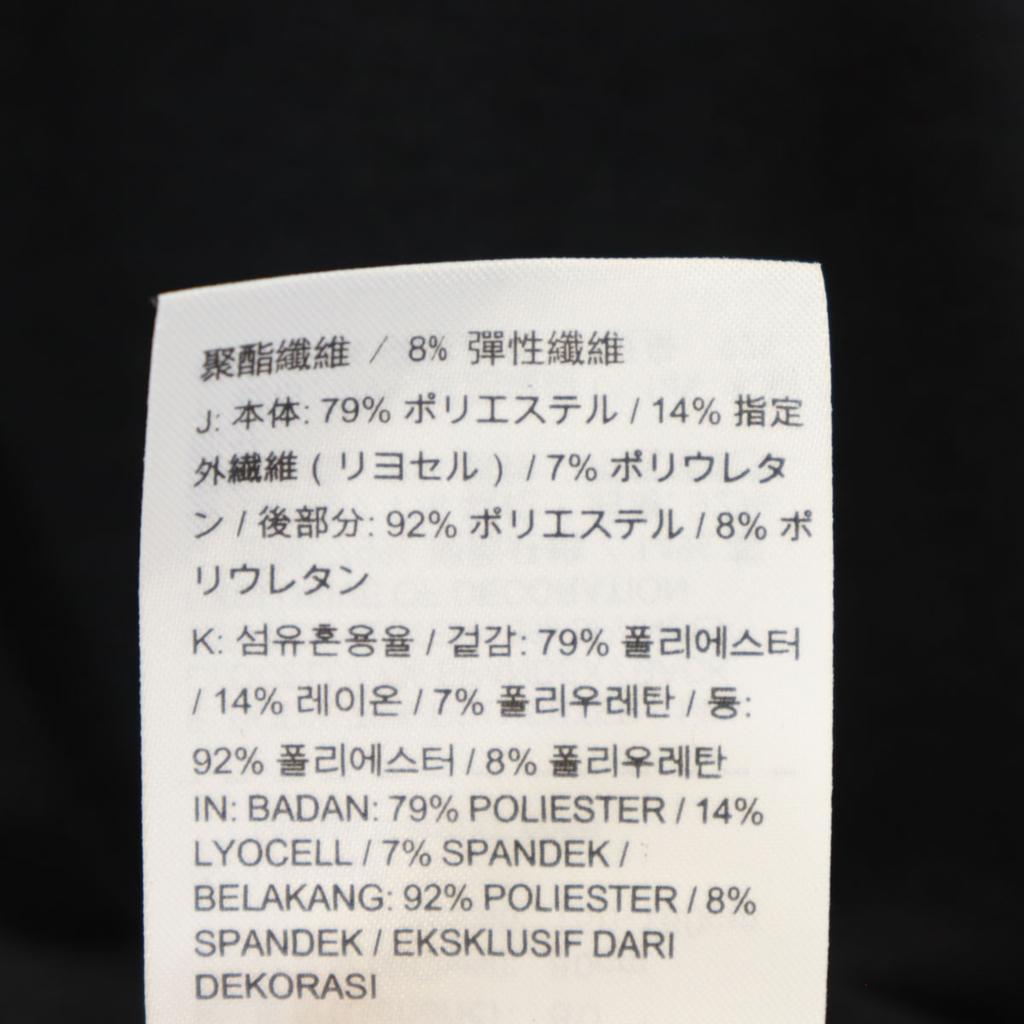 聚酯纖維 / 8% 彈性纖維
J: 本体: 79% ポリエステル / 14% 指定
外繊維 ( リヨセル ) / 7% ポリウレタ
ン / 後部分: 92% ポリエステル / 8% ポ
リウレタン
K: 섬유혼용율 / 겉감: 79% 폴리에스터
/ 14% 레이온 / 7% 폴리우레탄 / 등:
92% 폴리에스터 / 8% 폴리우레탄
IN: BADAN: 79% POLIESTER / 14%
LYOCELL / 7% SPANDEK /
BELAKANG: 92% POLIESTER / 8%
SPANDEK / EKSKLUSIF DARI
DEKORASI